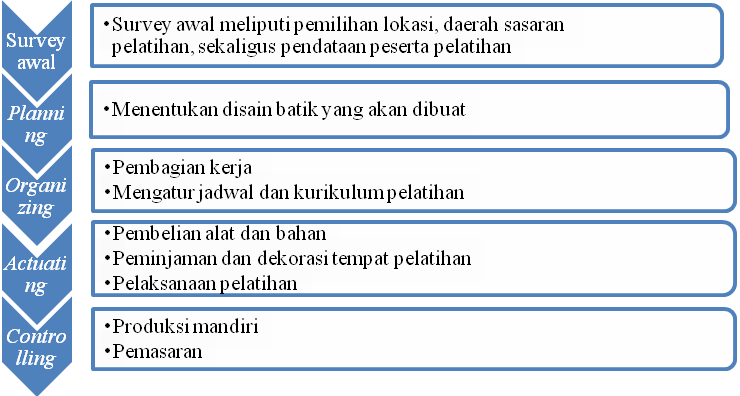 Survey
awal
•Survey awal meliputi pemilihan lokasi, daerah sasaran
pelatihan, sekaligus pendataan peserta pelatihan
Planni
ng
•Menentukan disain batik yang akan dibuat
Organi
zing
•Pembagian kerja
•Mengatur jadwal dan kurikulum pelatihan
Actuati
ng
•Pembelian alat dan bahan
•Peminjaman dan dekorasi tempat pelatihan
•Pelaksanaan pelatihan
Contro
lling
•Produksi mandiri
•Pemasaran